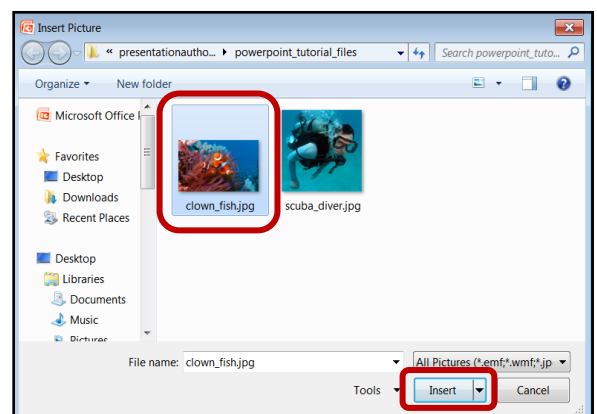 Insert Picture
« presentationautho... powerpoint_tutorial_files Search powerpoint_tuto...
Organize New folder
Microsoft Office
Favorites
Desktop
Downloads
Recent Places
Desktop
Libraries
Documents
Music
Pictures
clown_fish.jpg scuba_diver.jpg
File name: clown_fish.jpg All Pictures (*.emf;*.wmf;*.jp
Tools Insert Cancel